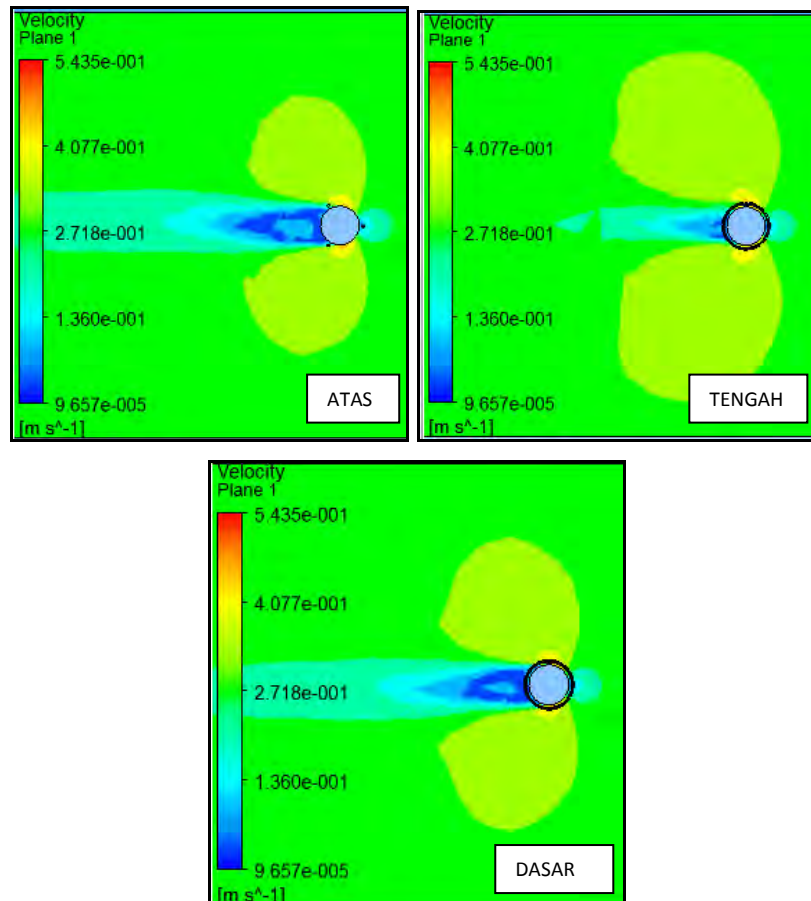 Velocity
Plane 1
5.435e-001
4.077e-001
2.718e-001
1.360e-001
9.657e-005
[m s^-1]
ATAS
Velocity
Plane 1
5.435e-001
4.077e-001
2.718e-001
1.360e-001
9.657e-005
[m s^-1]
TENGAH
Velocity
Plane 1
5.435e-001
4.077e-001
2.718e-001
1.360e-001
9.657e-005
[m s^-1]
DASAR